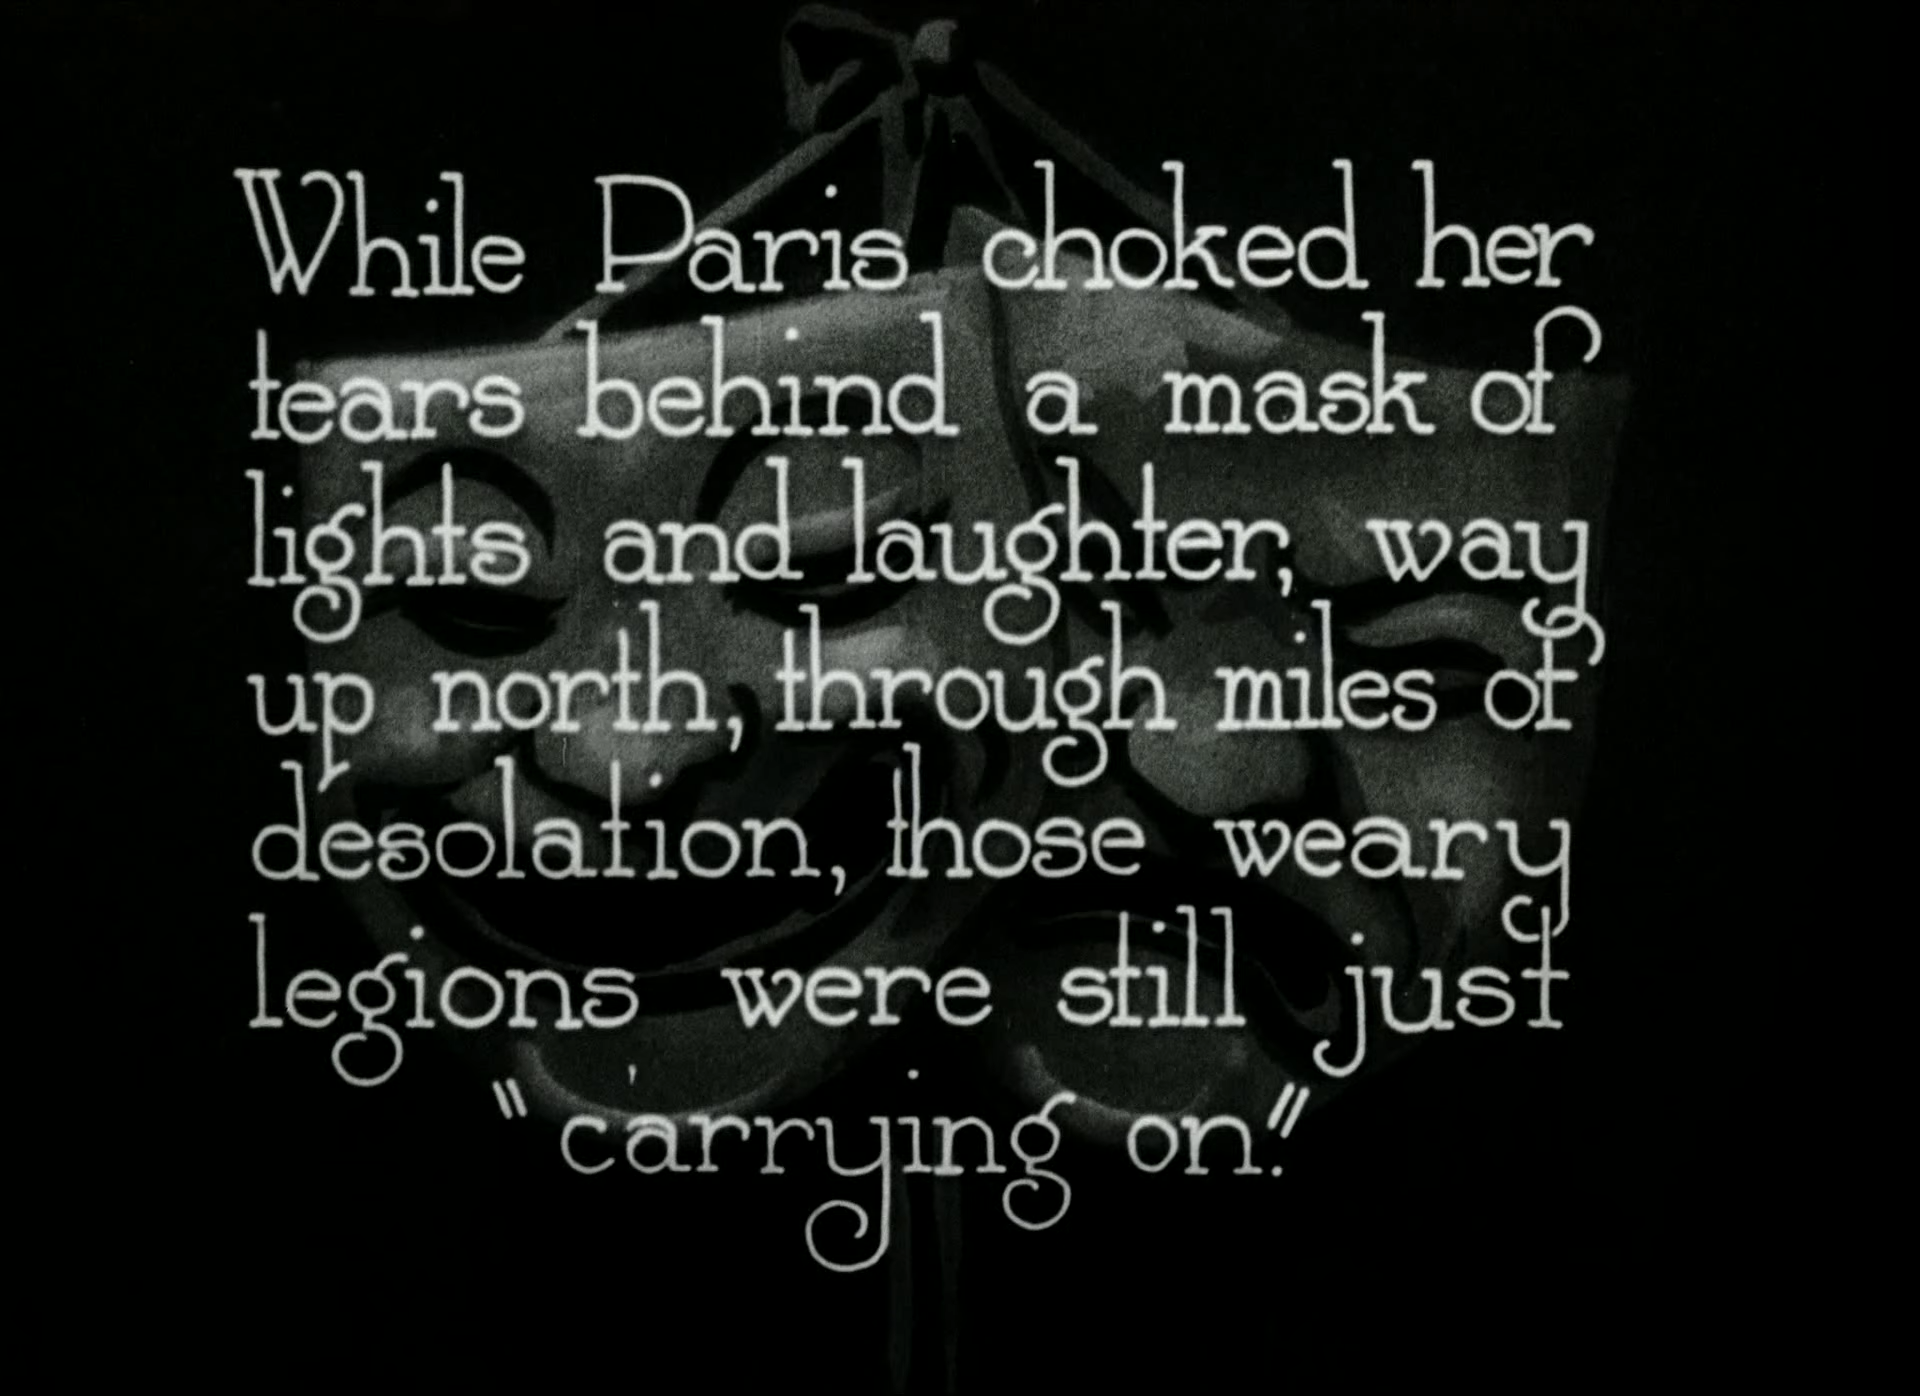 While Paris choked her
tears behind a mask of
lights and laughter, way
up north, through miles of
desolation, those weary
legions were still just
"carrying on."